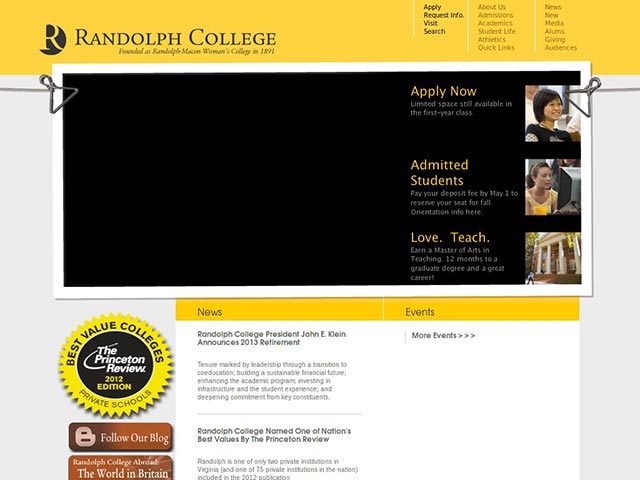 RANDOLPH COLLEGE
Founded as Randolph-Macon Woman's College in 1891
Apply
Request Info.
Visit
Search
About Us
Admissions
Academics
Student Life
Athletics
Quick Links
News
New
Media
Alums
Giving
Audiences
Apply Now
Limited space still available in
the first-year class.
Admitted
Students
Pay your deposit fee by May 1 to
reserve your seat for fall.
Orientation info here.
Love. Teach.
Earn a Master of Arts in
Teaching. 12 months to a
graduate degree and a great
career!
News
Events
Randolph College President John E. Klein
Announces 2013 Retirement
Tenure marked by leadership through a transition to
coeducation; building a sustainable financial future;
enhancing the academic program; investing in
infrastructure and the student experience; and
deepening commitment from key constituents.
Randolph College Named One of Nation's
Best Values By The Princeton Review
Randolph is one of only two private institutions in
Virginia (and one of 75 private institutions in the nation)
included in the 2012 publication
More Events > > >
BEST VALUE COLLEGES
The
Princeton
Review
2012
EDITION
PRIVATE SCHOOLS
Follow Our Blog
Randolph College Abroad:
The World in Britain